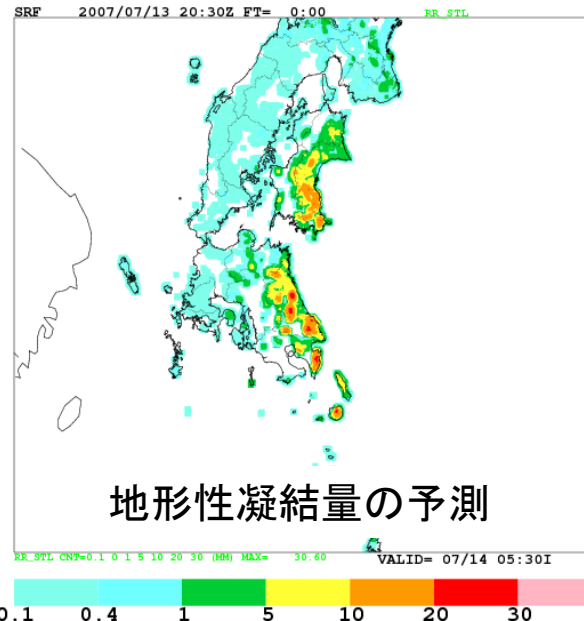 SRF 2007/07/13 20:30Z FT= 0:00 RR_STL
地形性凝結量の予測
RR_STL CNT=0.1 0 1 5 10 20 30 (MM) MAX= 30.60 VALID= 07/14 05:30I
0.1 0.4 1 5 10 20 30